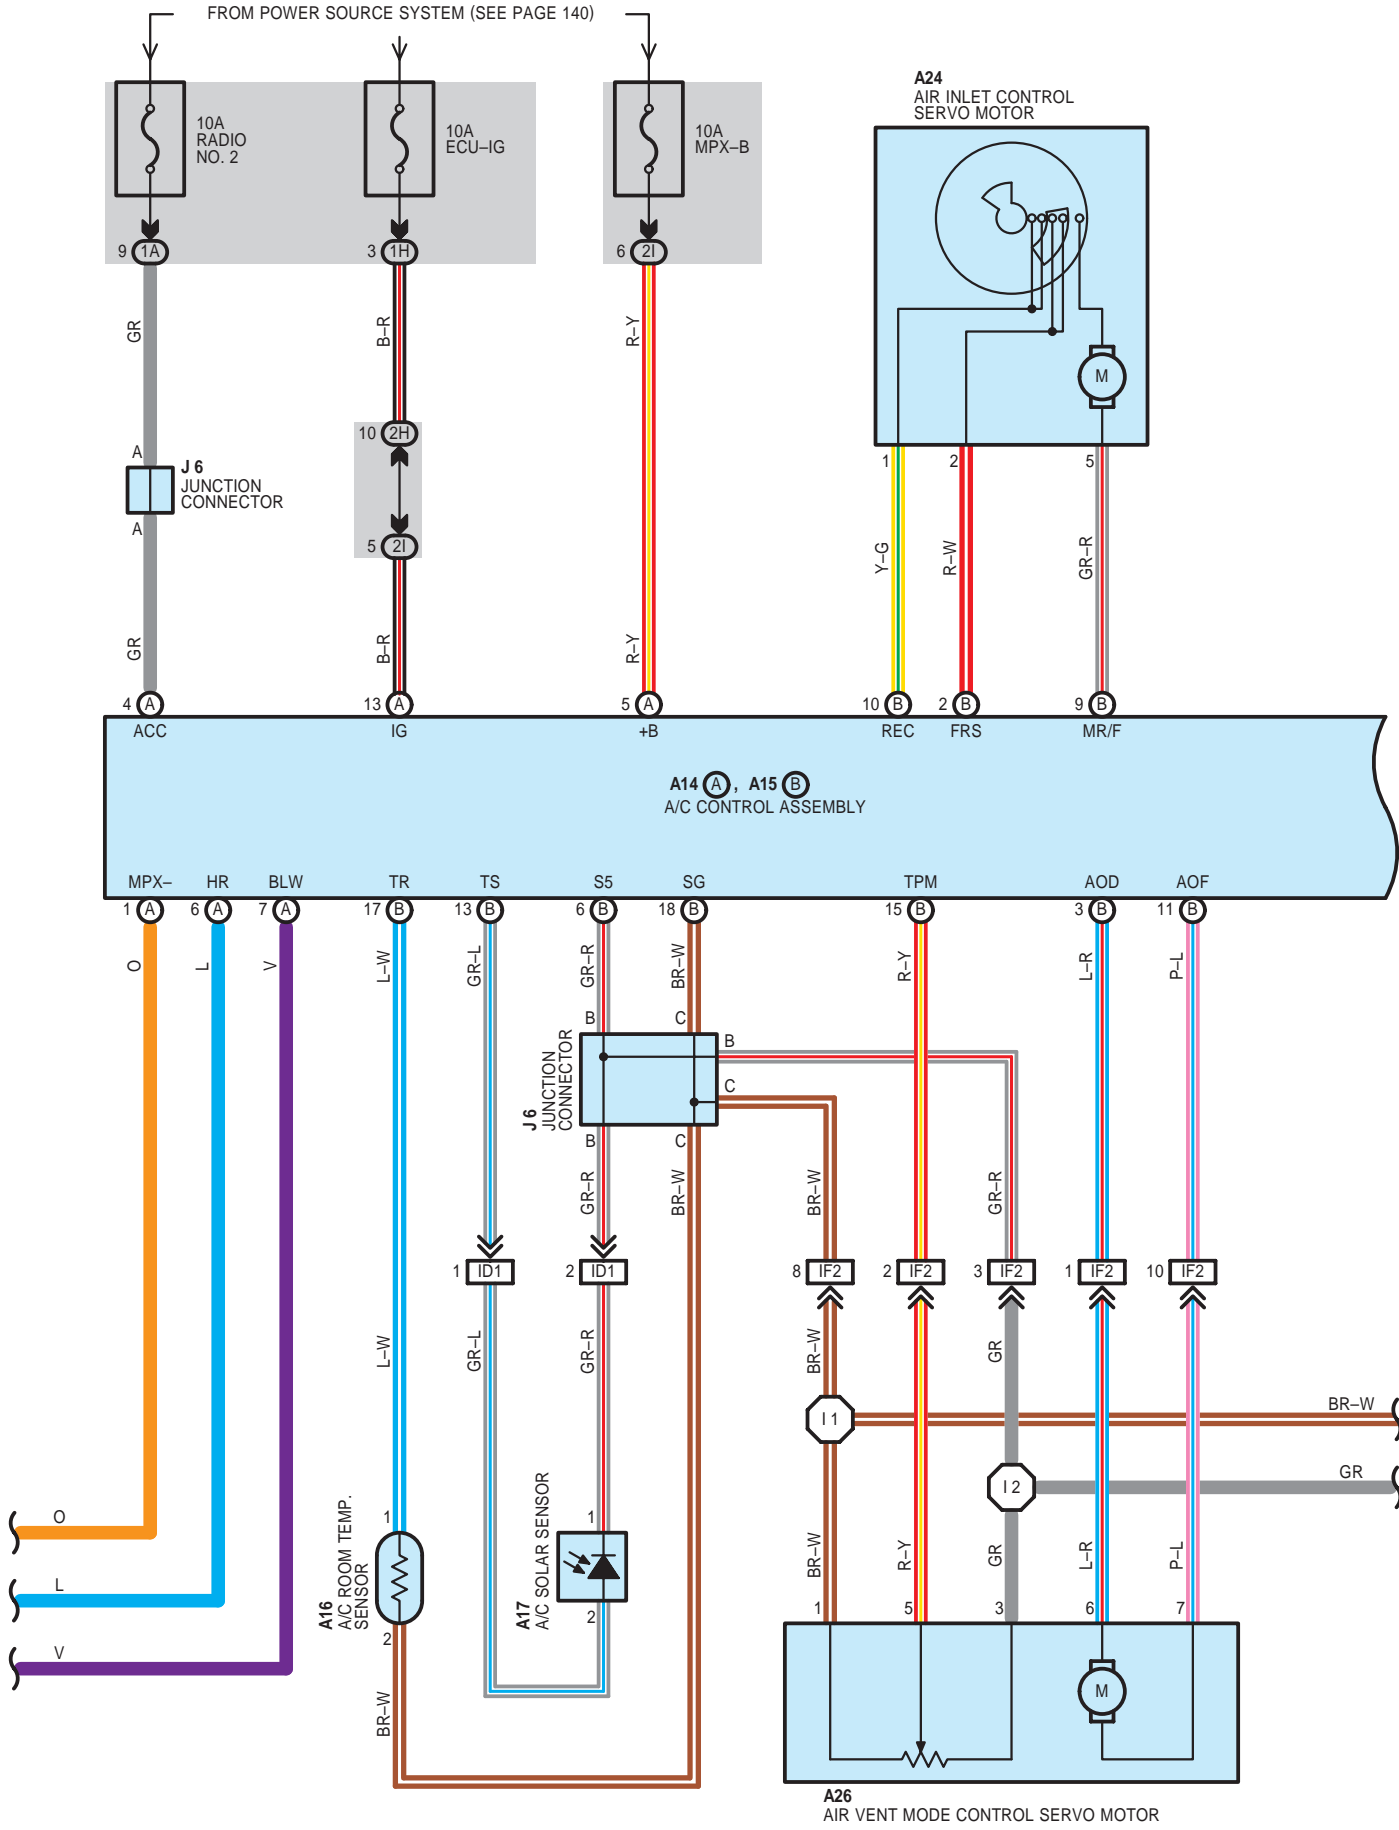 FROM POWER SOURCE SYSTEM (SEE PAGE 140)
10A
RADIO
NO. 2
10A
ECU–IG
10A
MPX–B
A24
AIR INLET CONTROL
SERVO MOTOR
9 1A
3 1H
6 2I
M
GR
B–R
R–Y
10 2H
A
J 6
JUNCTION
CONNECTOR
A
5 2I
1
2
5
Y–G
R–W
GR–R
GR
B–R
R–Y
4 A
13 A
5 A
10 B
2 B
9 B
ACC
IG
+B
REC
FRS
MR/F
A14 A , A15 B
A/C CONTROL ASSEMBLY
MPX–
HR
BLW
TR
TS
S5
SG
TPM
AOD
AOF
1 A
6 A
7 A
17 B
13 B
6 B
18 B
15 B
3 B
11 B
O
L
V
L–W
GR–L
GR–R
BR–W
R–Y
L–R
P–L
B
C
J 6
JUNCTION
CONNECTOR
B
C
B
C
GR–R
BR–W
BR–W
GR–R
1 ID1
2 ID1
8 IF2
2 IF2
3 IF2
1 IF2
10 IF2
L–W
GR–L
GR–R
BR–W
GR
I 1
BR–W
I 2
GR
O
L
V
1
A16
A/C ROOM TEMP.
SENSOR
2
1
A17
A/C SOLAR SENSOR
2
BR–W
BR–W
R–Y
GR
L–R
P–L
1
5
3
6
7
M
A26
AIR VENT MODE CONTROL SERVO MOTOR